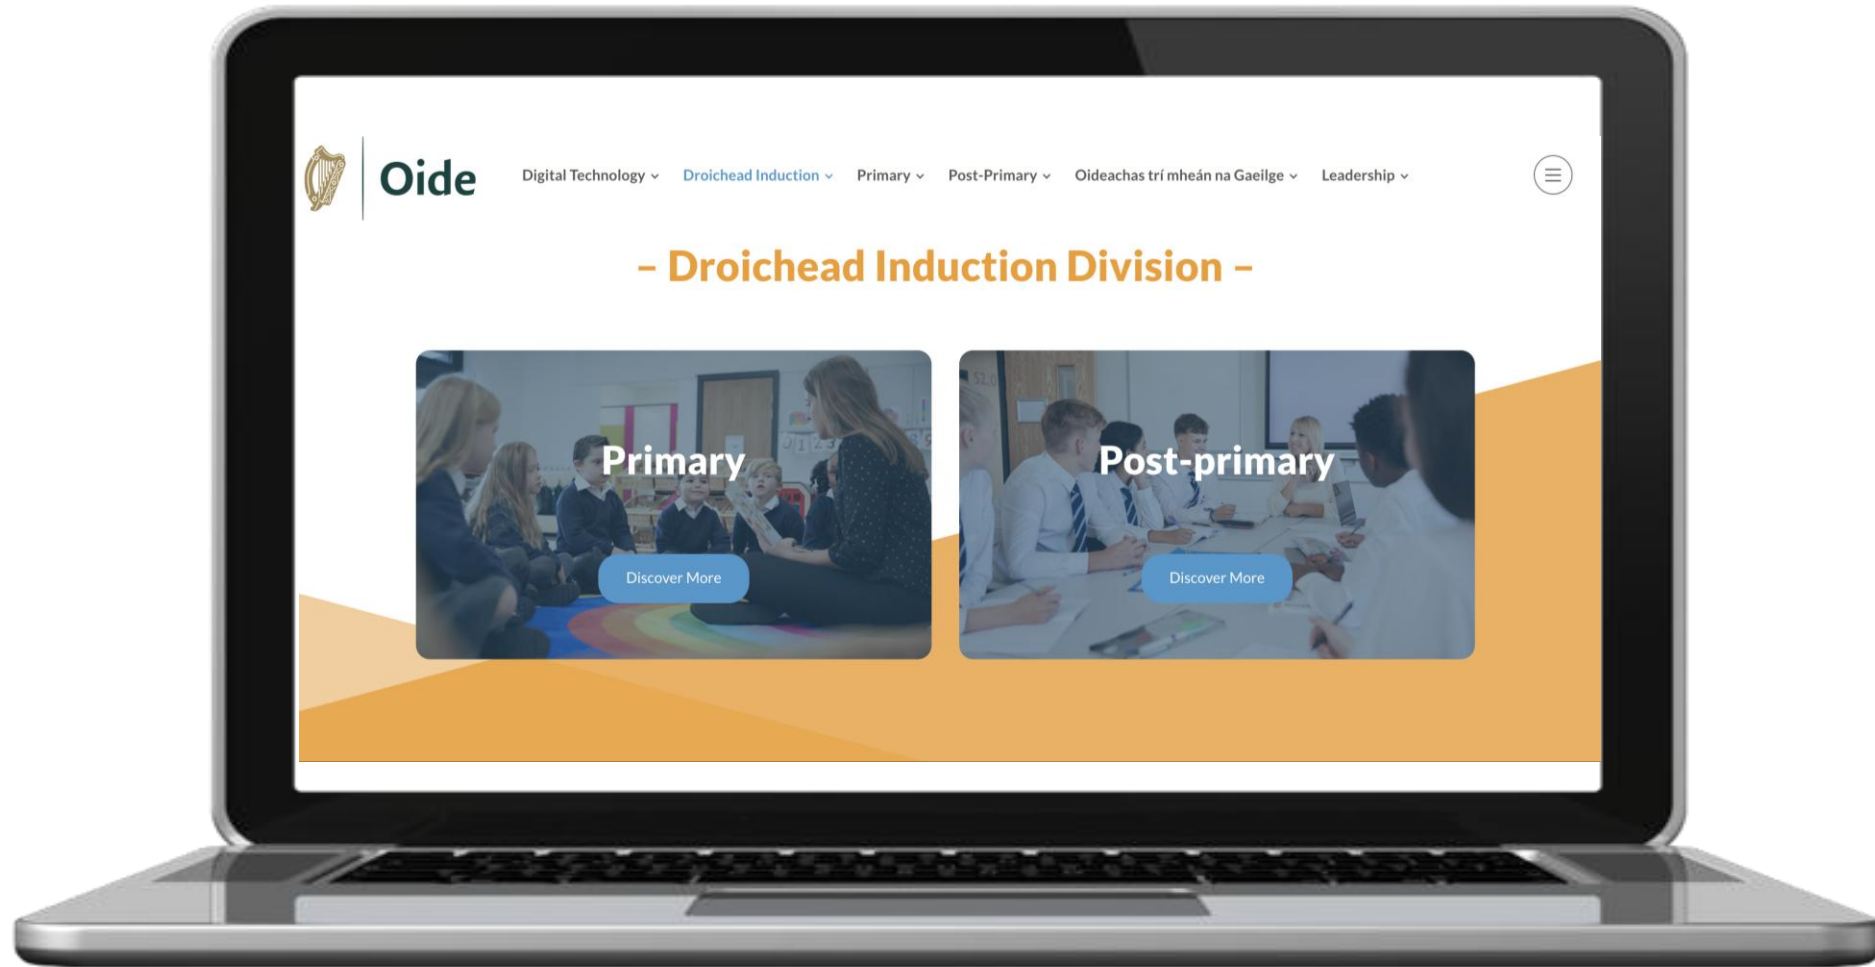 Oide
Digital Technology
Droichead Induction
Primary
Post-Primary
Oideachas trí mheán na Gaeilge
Leadership
– Droichead Induction Division –
Primary
Discover More
Post-primary
Discover More